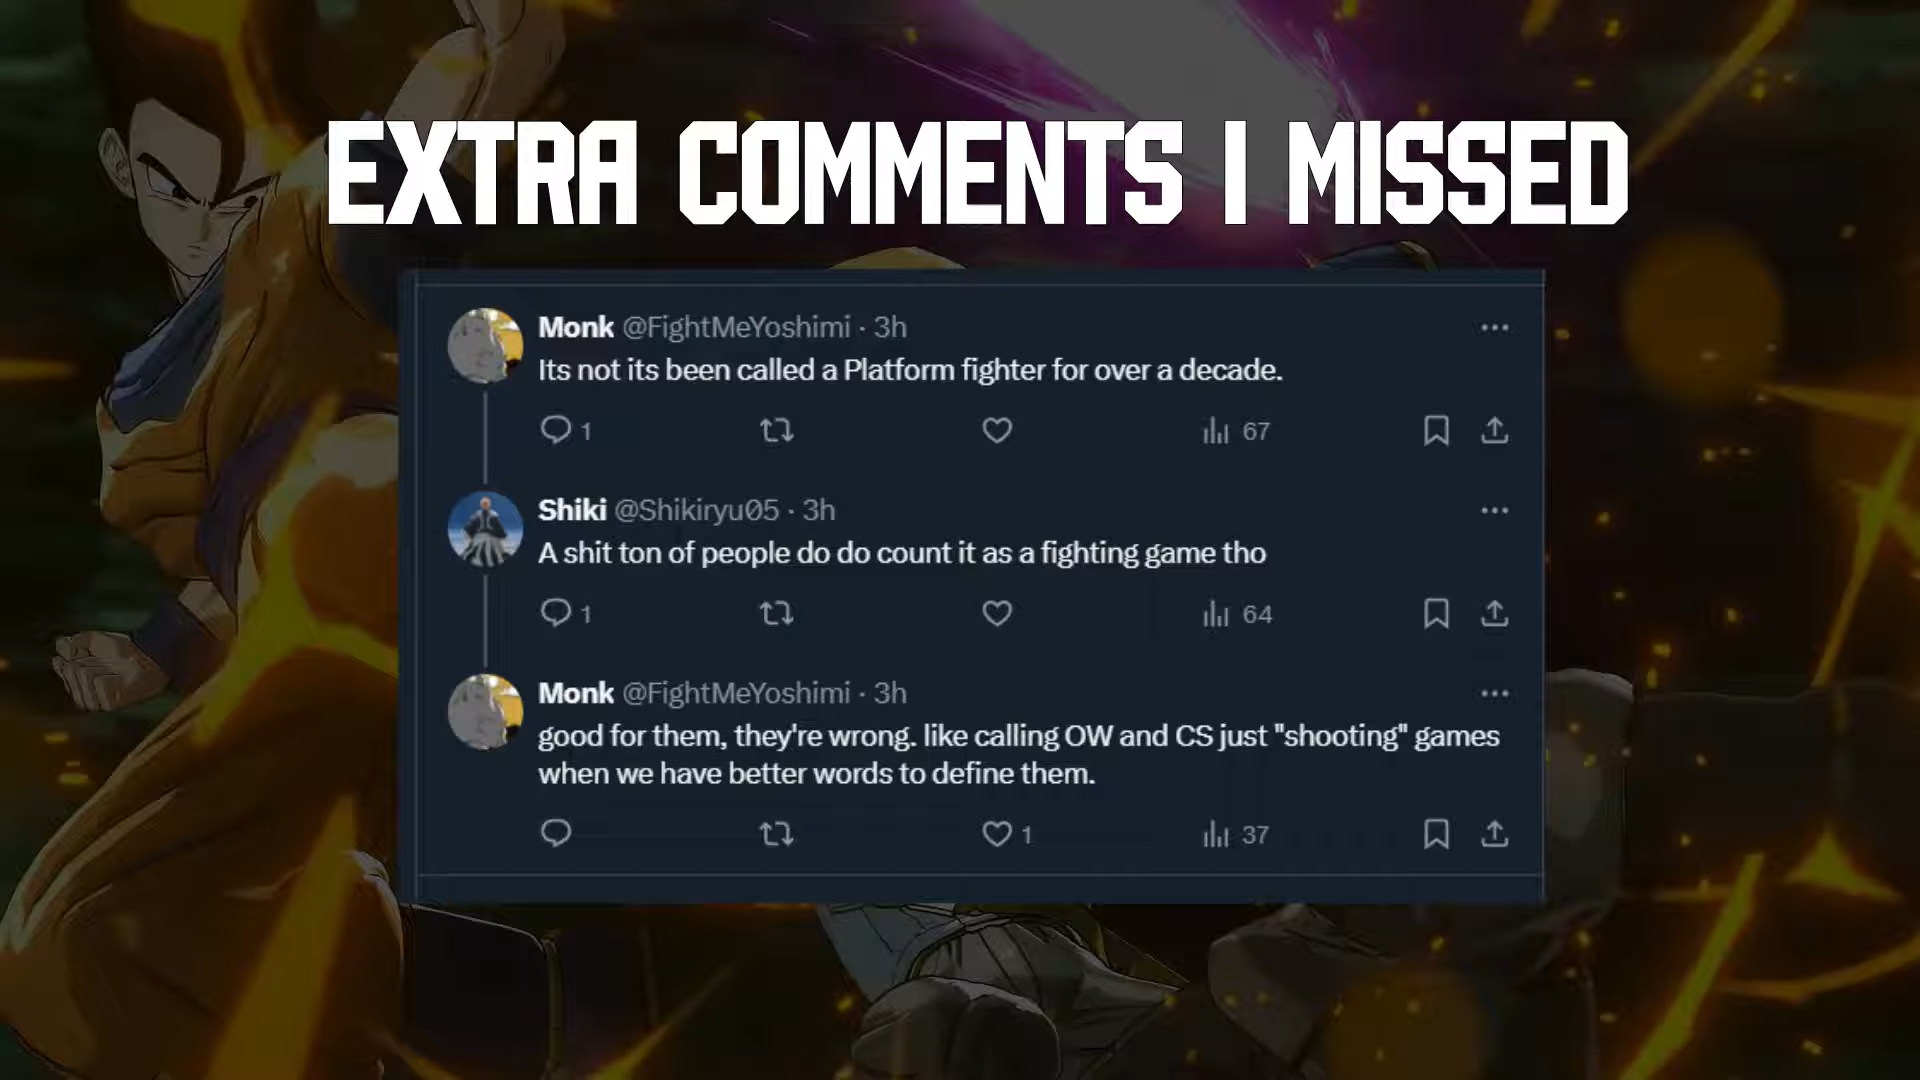 EXTRA COMMENTS I MISSED
Monk @FightMeYoshimi · 3h
Its not its been called a Platform fighter for over a decade.
1 67
Shiki @Shikiryu05 · 3h
A shit ton of people do do count it as a fighting game tho
1 64
Monk @FightMeYoshimi · 3h
good for them, they're wrong. like calling OW and CS just "shooting" games
when we have better words to define them.
1 37